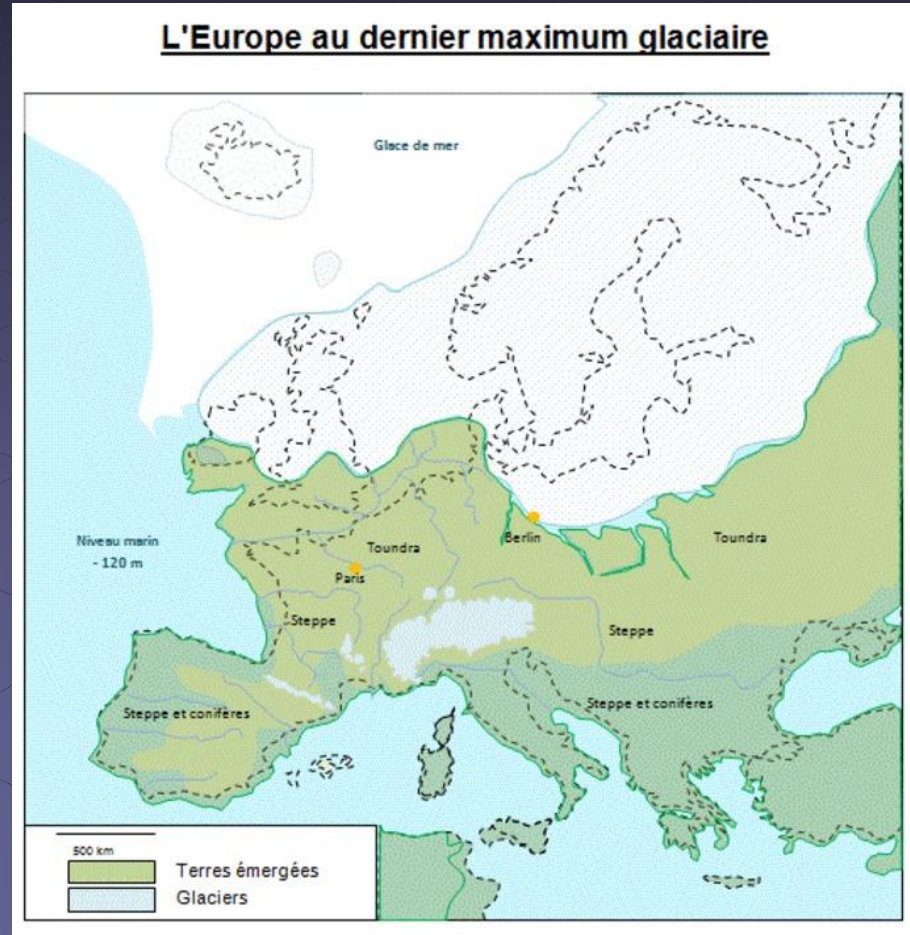 L'Europe au dernier maximum glaciaire
Glace de mer
Niveau marin
- 120 m
Berlin
Toundra
Toundra
Paris
Steppe
Steppe
Steppe et conifères
Steppe et conifères
500 km
Terres émergées
Glaciers